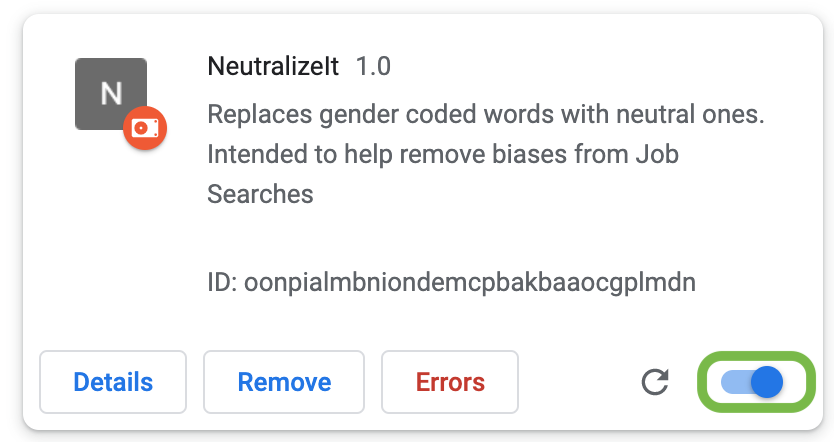 N
NeutralizeIt 1.0
Replaces gender coded words with neutral ones.
Intended to help remove biases from Job
Searches
ID: oonpialmbniondemcpbakbaaocgplmdn
Details Remove Errors